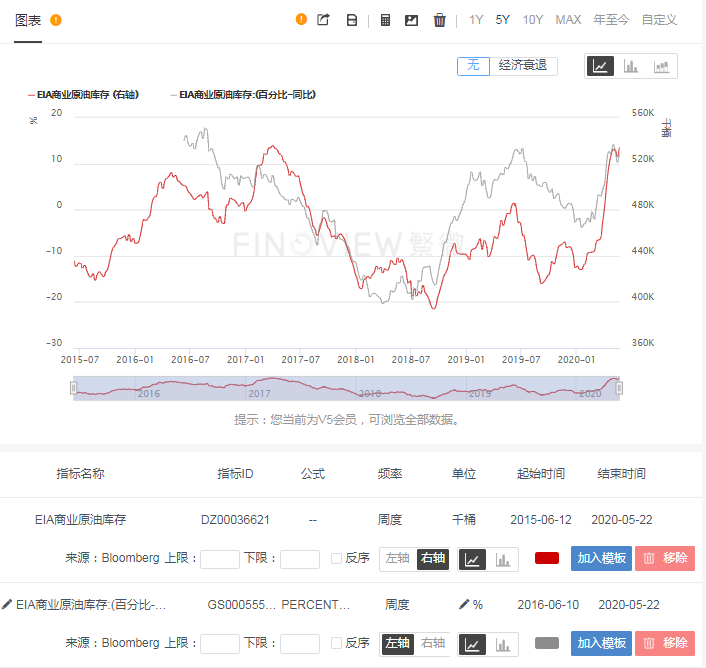 图表
1Y 5Y 10Y MAX 年至今 自定义
无 经济衰退
EIA商业原油库存 (右轴) EIA商业原油库存:(百分比-同比)
% 千桶
20 560K
10 520K
0 480K
-10 440K
-20 400K
-30 360K
FINOVIEW 繁微
2015-07 2016-01 2016-07 2017-01 2017-07 2018-01 2018-07 2019-01 2019-07 2020-01
2016 2017 2018 2019 2020
提示：您当前为V5会员，可浏览全部数据。
指标名称 指标ID 公式 频率 单位 起始时间 结束时间
EIA商业原油库存 DZ00036621 -- 周度 千桶 2015-06-12 2020-05-22
来源：Bloomberg 上限： 下限： 反序 左轴 右轴 加入模板 移除
EIA商业原油库存:(百分比-... GS000555... PERCENT... 周度 % 2016-06-10 2020-05-22
来源：Bloomberg 上限： 下限： 反序 左轴 右轴 加入模板 移除